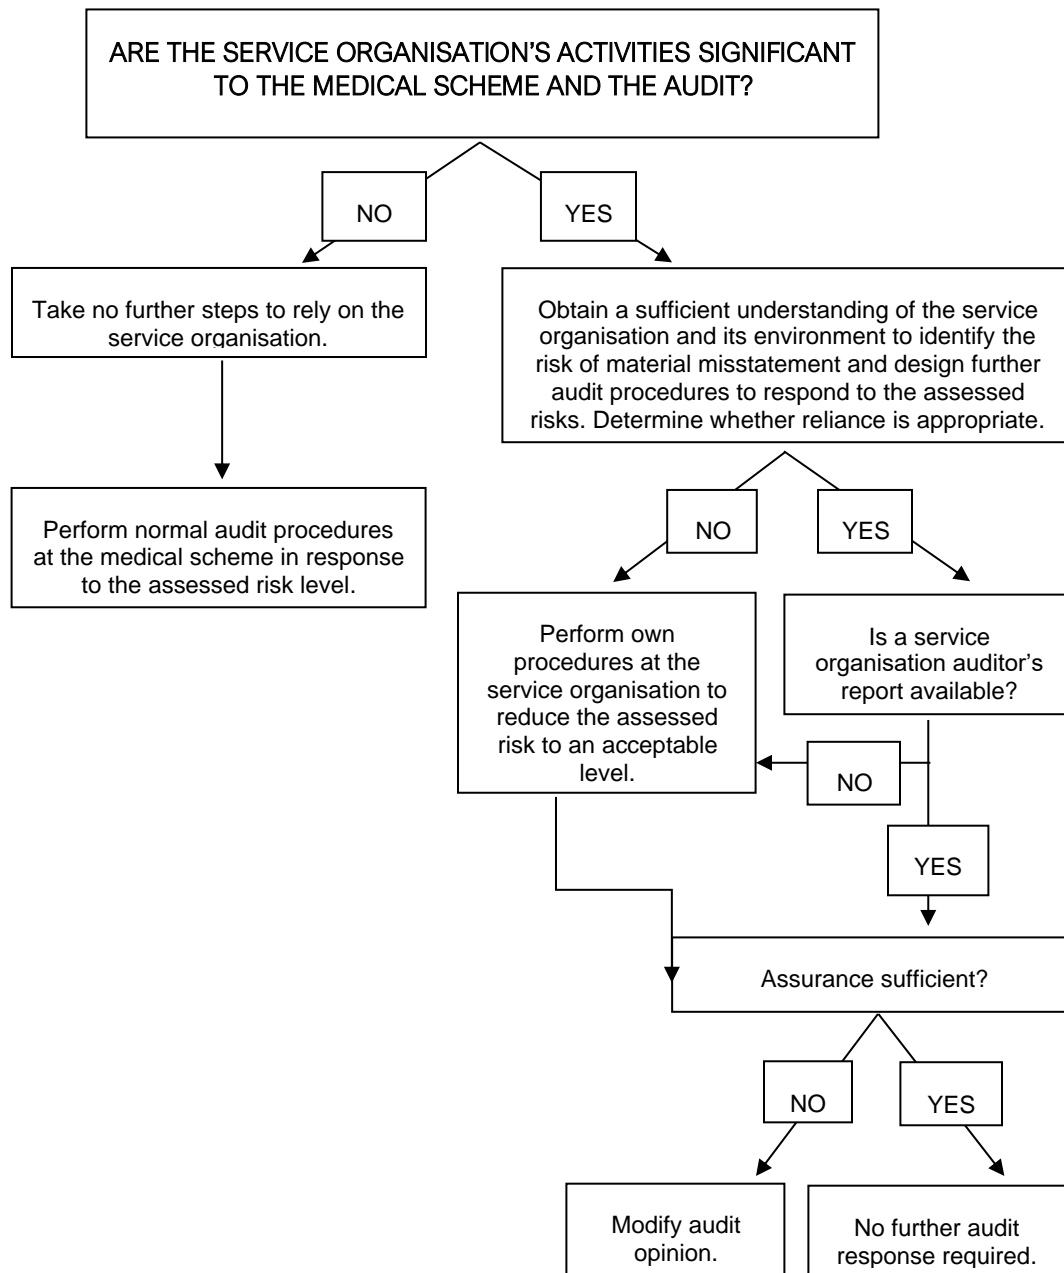 ARE THE SERVICE ORGANISATION'S ACTIVITIES SIGNIFICANT
TO THE MEDICAL SCHEME AND THE AUDIT?
NO
YES
Take no further steps to rely on the
service organisation.
Obtain a sufficient understanding of the service
organisation and its environment to identify the
risk of material misstatement and design further
audit procedures to respond to the assessed
risks. Determine whether reliance is appropriate.
Perform normal audit procedures
at the medical scheme in response
to the assessed risk level.
NO
YES
Perform own
procedures at the
service organisation to
reduce the assessed
risk to an acceptable
level.
Is a service
organisation auditor's
report available?
NO
YES
Assurance sufficient?
NO
YES
Modify audit
opinion.
No further audit
response required.